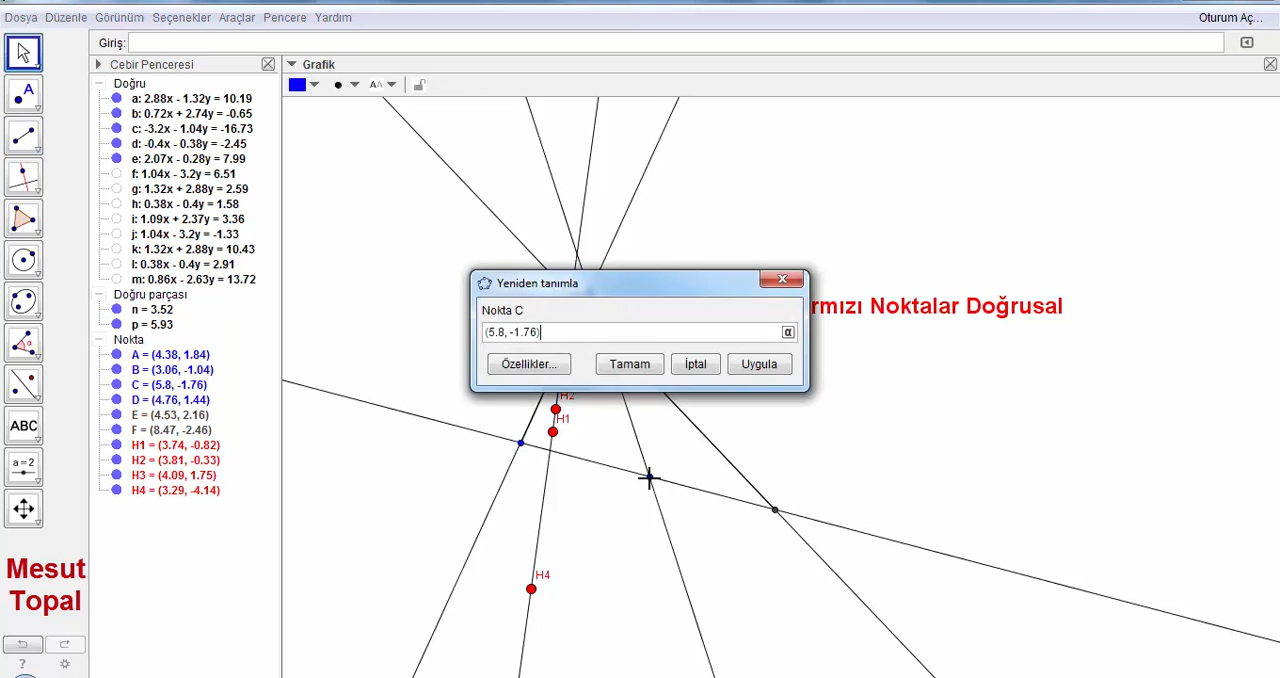 Dosya Düzenle Görünüm Seçenekler Araçlar Pencere Yardım Oturum Aç...
Giriş:
Cebir Penceresi
Grafik
Doğru
a: 2.88x - 1.32y = 10.19
b: 0.72x + 2.74y = -0.65
c: -3.2x - 1.04y = -16.73
d: -0.4x - 0.38y = -2.45
e: 2.07x - 0.28y = 7.99
f: 1.04x - 3.2y = 6.51
g: 1.32x + 2.88y = 2.59
h: 0.38x - 0.4y = 1.58
i: 1.09x + 2.37y = 3.36
j: 1.04x - 3.2y = -1.33
k: 1.32x + 2.88y = 10.43
l: 0.38x - 0.4y = 2.91
m: 0.86x - 2.63y = 13.72
Doğru parçası
n = 3.52
p = 5.93
Nokta
A = (4.38, 1.84)
B = (3.06, -1.04)
C = (5.8, -1.76)
D = (4.76, 1.44)
E = (4.53, 2.16)
F = (8.47, -2.46)
H1 = (3.74, -0.82)
H2 = (3.81, -0.33)
H3 = (4.09, 1.75)
H4 = (3.29, -4.14)
A
ABC
a=2
Mesut
Topal
?
AA
Yeniden tanımla
Nokta C
(5.8, -1.76)
α
Özellikler...
Tamam
İptal
Uygula
rmızı Noktalar Doğrusal
H2
H1
H4